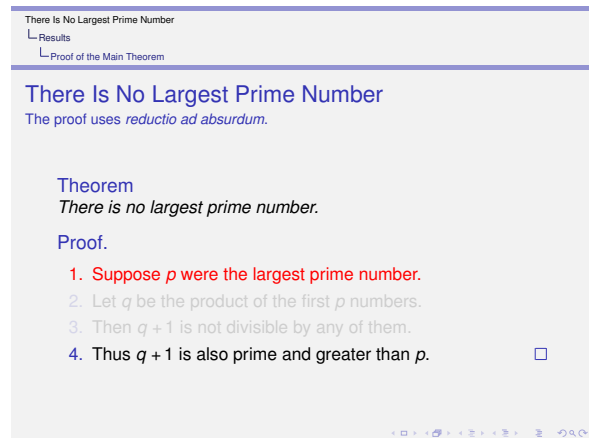 There Is No Largest Prime Number
Results
Proof of the Main Theorem
There Is No Largest Prime Number
The proof uses reductio ad absurdum.
Theorem
There is no largest prime number.
Proof.
1. Suppose p were the largest prime number.
2. Let q be the product of the first p numbers.
3. Then q + 1 is not divisible by any of them.
4. Thus q + 1 is also prime and greater than p. □